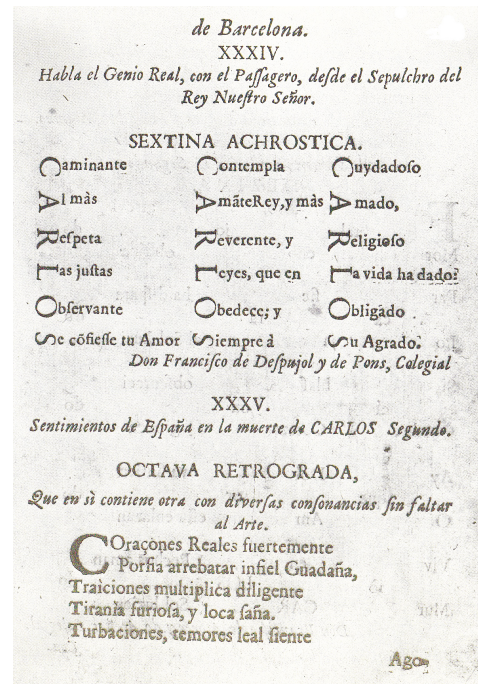 de Barcelona.
XXXIV.
Habla el Genio Real, con el Paſſagero, deſde el Sepulchro del
Rey Nueſtro Señor.
SEXTINA ACHROSTICA.
Caminante Contempla Cuydadoſo
Al màs AmãteRey, y màs Amado,
Reſpeta Reverente, y Religioſo
Las juſtas Leyes, que en La vida ha dado:
Obſervante Obedece; y Obligado
Se cõfieſſe tu Amor Siempre à Su Agrado.
Don Franciſco de Deſpujol y de Pons, Colegial
XXXV.
Sentimientos de Eſpaña en la muerte de CARLOS Segundo.
OCTAVA RETROGRADA,
Que en sì contiene otra con diverſas conſonancias ſin faltar
al Arte.
COraçones Reales fuertemente
Porfia arrebatar infiel Guadaña,
Traiciones multiplica diligente
Tirania furioſa, y loca ſaña.
Turbaciones, temores leal ſiente
Ago-